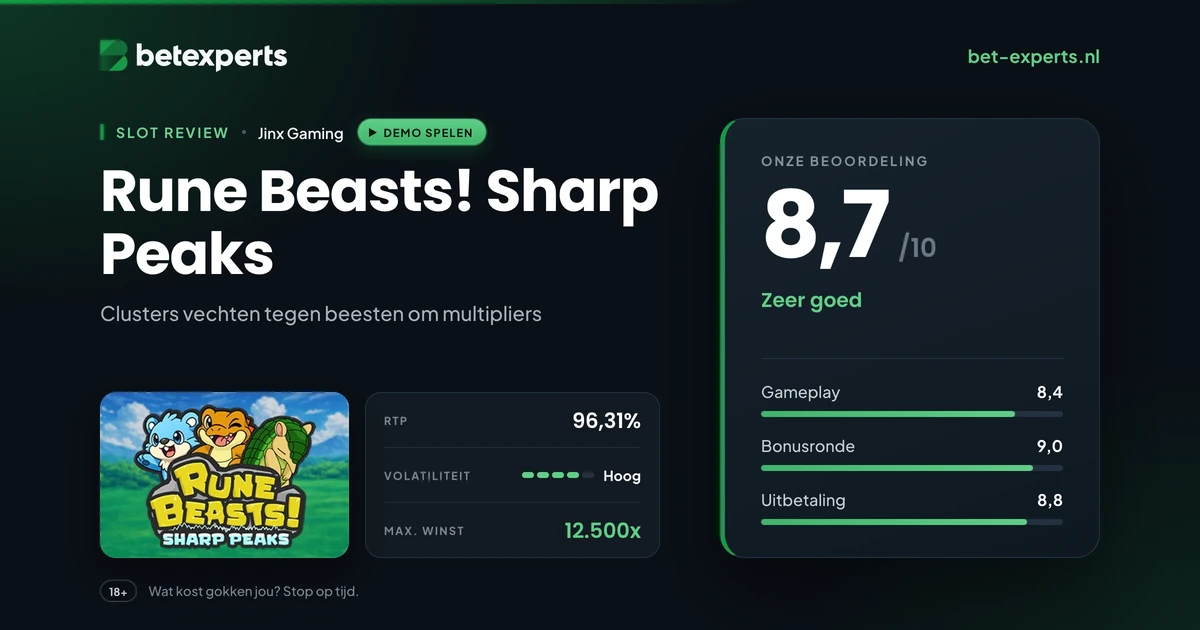 betexperts
bet-experts.nl
SLOT REVIEW • Jinx Gaming ▶ DEMO SPELEN
Rune Beasts! Sharp
Peaks
Clusters vechten tegen beesten om multipliers
RUNE
BEASTS!
SHARP PEAKS
RTP 96,31%
VOLATILITEIT Hoog
MAX. WINST 12.500x
18+ Wat kost gokken jou? Stop op tijd.
ONZE BEOORDELING
8,7 /10
Zeer goed
Gameplay 8,4
Bonusronde 9,0
Uitbetaling 8,8